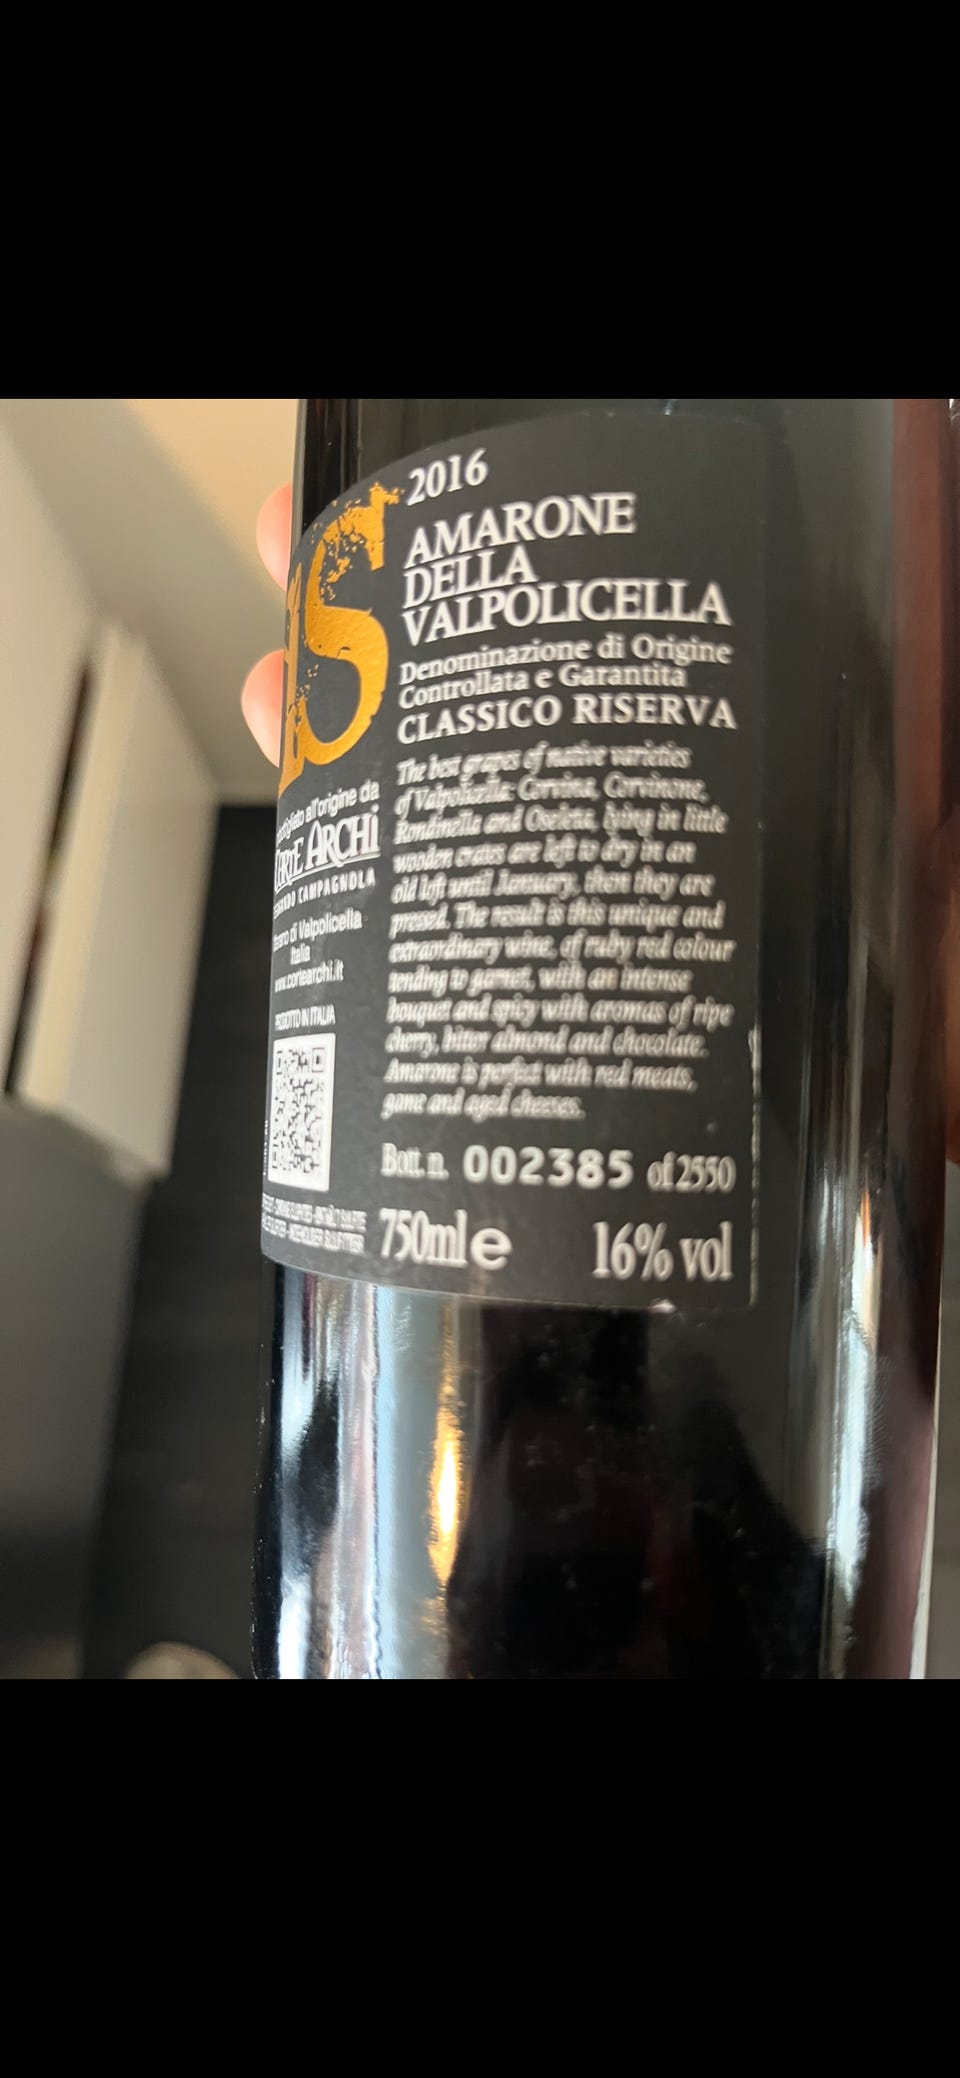 S
2016
AMARONE
DELLA
VALPOLICELLA
Denominazione di Origine
Controllata e Garantita
CLASSICO RISERVA
The best grapes of native varieties
of Valpolicella: Corvina, Corvinone,
Rondinella and Oseleta, lying in little
wooden crates are left to dry in an
old loft until January, then they are
pressed. The result is this unique and
extraordinary wine, of ruby red colour
tending to garnet, with an intense
bouquet and spicy with aromas of ripe
cherry, bitter almond and chocolate.
Amarone is perfect with red meats,
game and aged cheeses.
Bott. n. 002385 of 2550
750ml e 16% vol
all'origine da
ARCHi
CAMPAGNOLA
di Valpolicella
Italia
www.cortearchi.it
PRODOTTO IN ITALIA